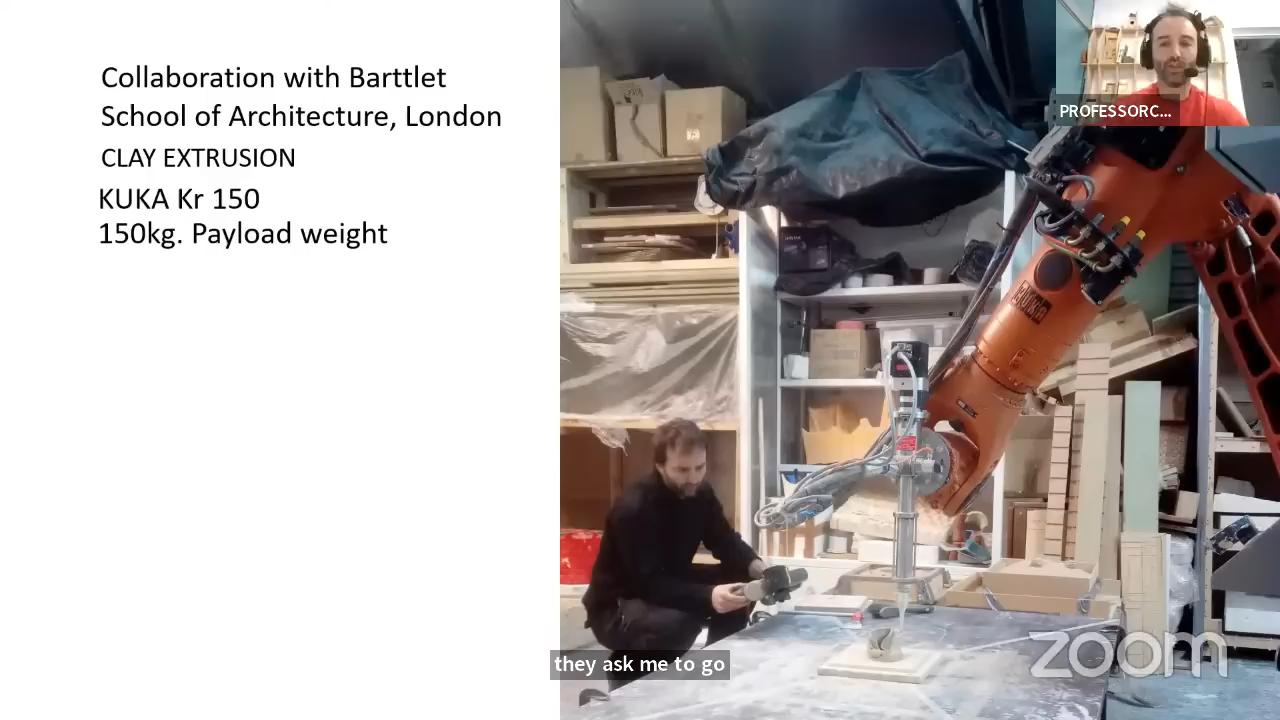 Collaboration with Barttlet
School of Architecture, London
CLAY EXTRUSION
KUKA Kr 150
150kg. Payload weight
PROFESSORC...
KUKA
they ask me to go
zoom